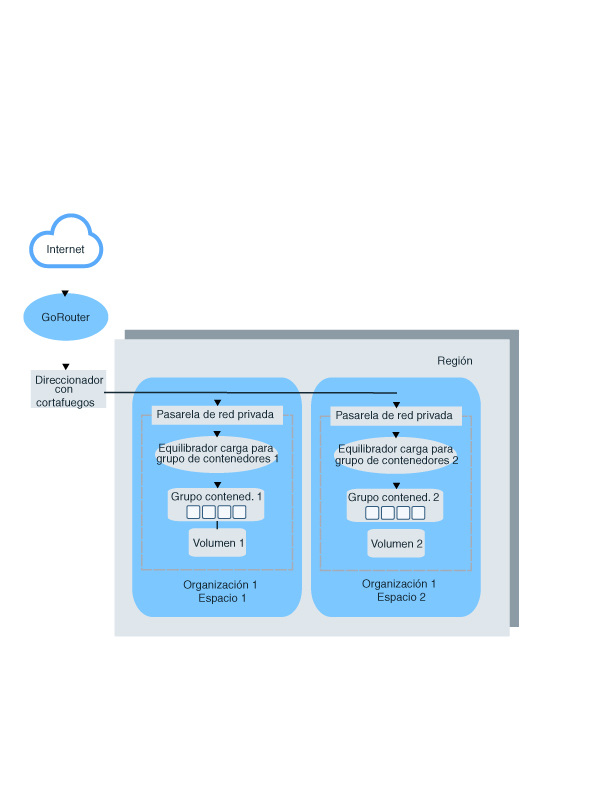 Internet
GoRouter
Direccionador
con
cortafuegos
Región
Pasarela de red privada
Equilibrador carga para
grupo de contenedores 1
Grupo contened. 1
Volumen 1
Organización 1
Espacio 1
Pasarela de red privada
Equilibrador carga para
grupo de contenedores 2
Grupo contened. 2
Volumen 2
Organización 1
Espacio 2